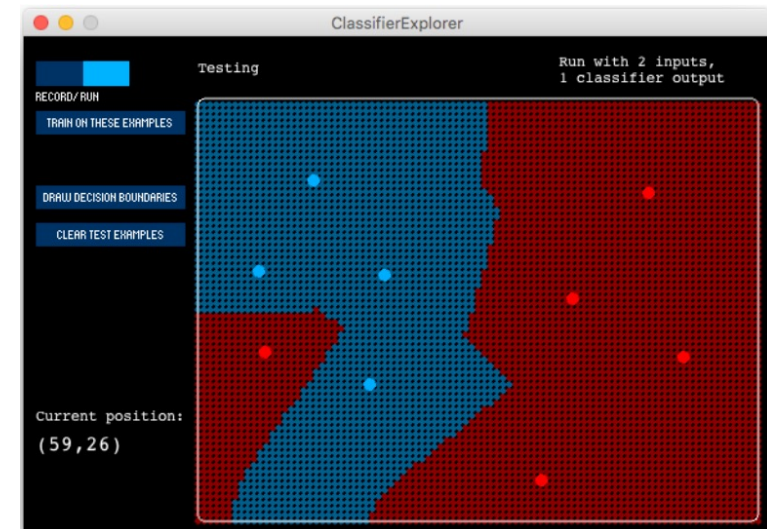 ClassifierExplorer
Testing
Run with 2 inputs,
1 classifier output
RECORD/RUN
TRAIN ON THESE EXAMPLES
DRAW DECISION BOUNDARIES
CLEAR TEST EXAMPLES
Current position:
(59,26)